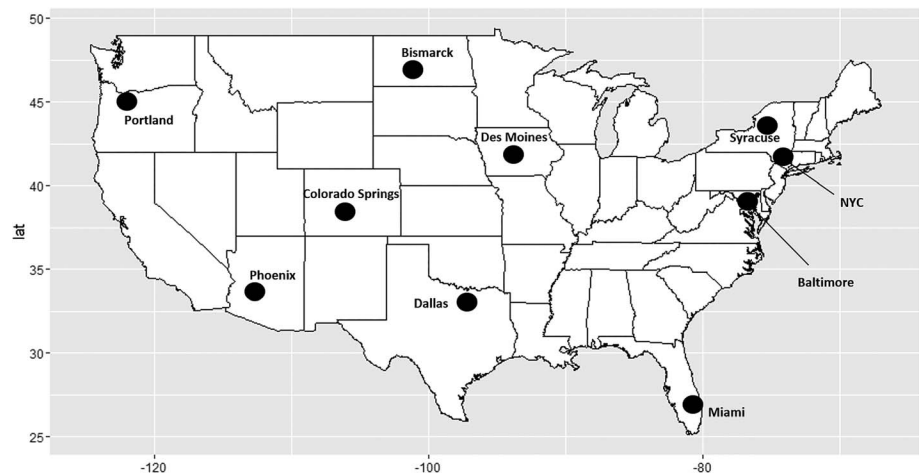 50
Bismarck
45
Portland
Des Moines
Syracuse
40
Colorado Springs
NYC
lat
35
Phoenix
Baltimore
Dallas
30
Miami
25
-120
-100
-80